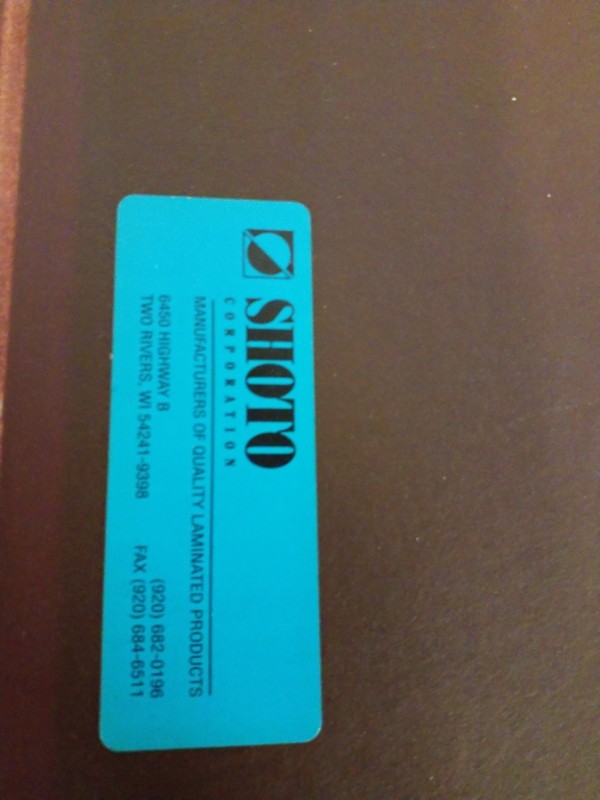 SHOTO
CORPORATION
MANUFACTURERS OF QUALITY LAMINATED PRODUCTS
6450 HIGHWAY B
TWO RIVERS, WI 54241-9398
(920) 682-0196
FAX (920) 684-6511